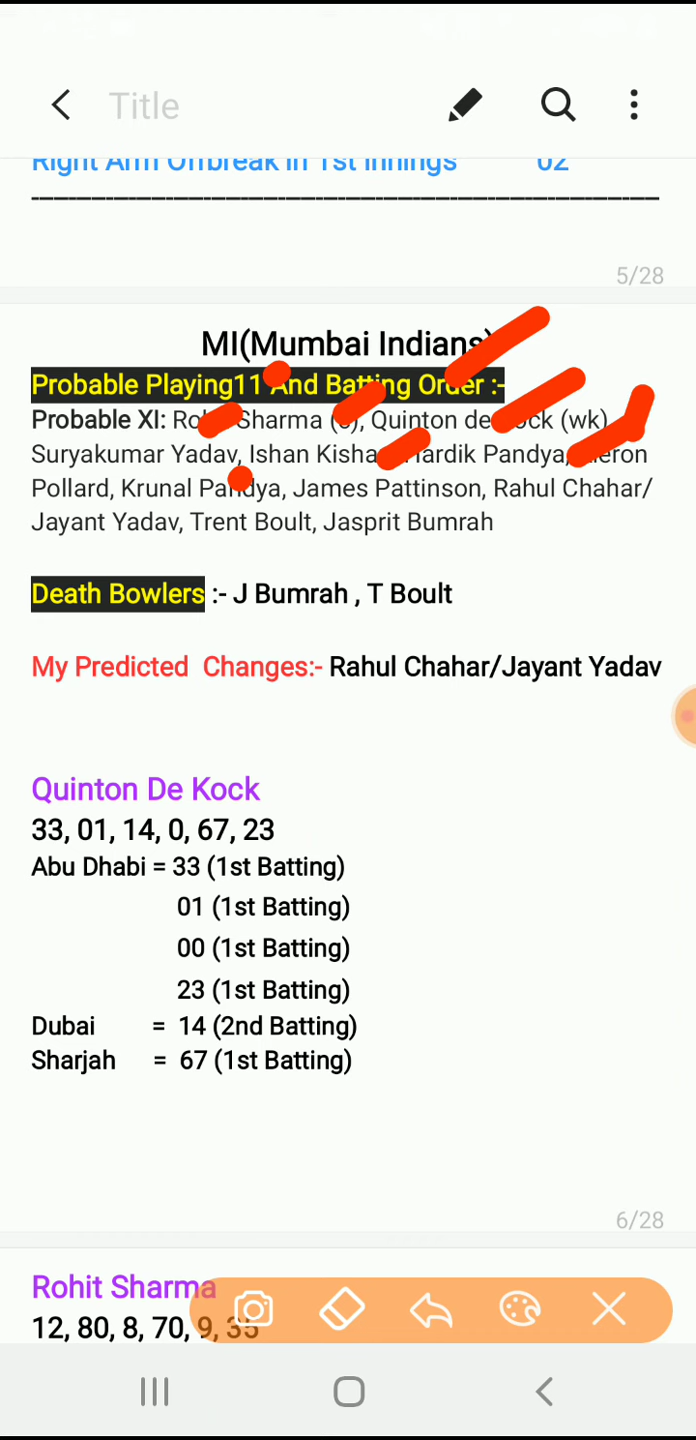 Title
Right Arm Offbreak in 1st Innings 02
5/28
MI(Mumbai Indians)
Probable Playing11 And Batting Order :-
Probable XI: Sharma (c), Quinton de (wk)
Suryakumar Yadav, Ishan Pandya,
Pollard, Krunal Pandya, James Pattinson, Rahul Chahar/
Jayant Yadav, Trent Boult, Jasprit Bumrah
Death Bowlers :- J Bumrah , T Boult
My Predicted Changes:- Rahul Chahar/Jayant Yadav
Quinton De Kock
33, 01, 14, 0, 67, 23
Abu Dhabi = 33 (1st Batting)
01 (1st Batting)
00 (1st Batting)
23 (1st Batting)
Dubai = 14 (2nd Batting)
Sharjah = 67 (1st Batting)
6/28
Rohit Sharma
12, 80, 8, 70, 9, 35